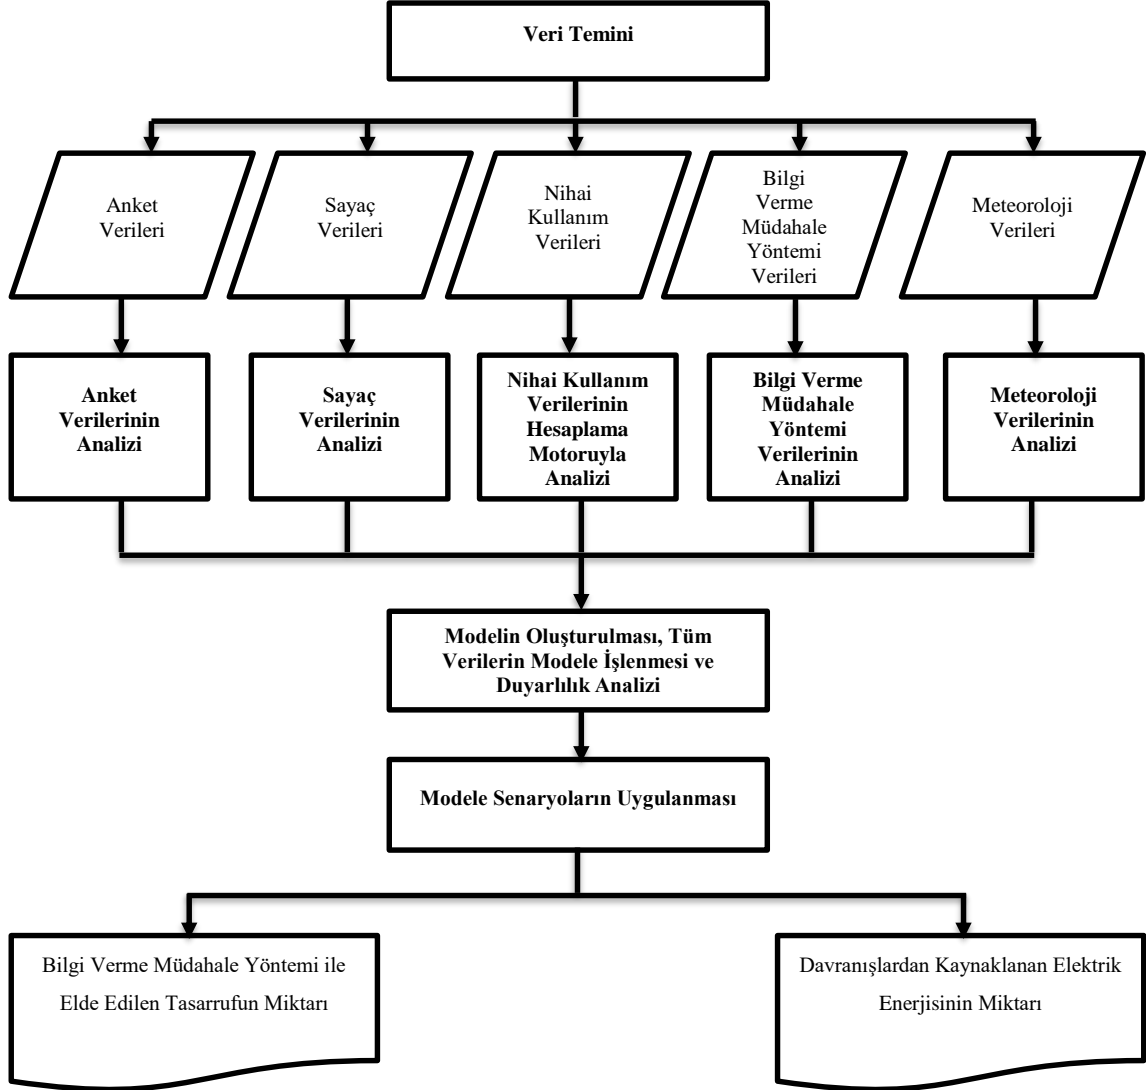 Veri Temini
Anket
Verileri
Sayaç
Verileri
Nihai
Kullanım
Verileri
Bilgi
Verme
Müdahale
Yöntemi
Verileri
Meteoroloji
Verileri
Anket
Verilerinin
Analizi
Sayaç
Verilerinin
Analizi
Nihai Kullanım
Verilerinin
Hesaplama
Motoruyla
Analizi
Bilgi Verme
Müdahale
Yöntemi
Verilerinin
Analizi
Meteoroloji
Verilerinin
Analizi
Modelin Oluşturulması, Tüm
Verilerin Modele İşlenmesi ve
Duyarlılık Analizi
Modele Senaryoların Uygulanması
Bilgi Verme Müdahale Yöntemi ile
Elde Edilen Tasarrufun Miktarı
Davranışlardan Kaynaklanan Elektrik
Enerjisinin Miktarı